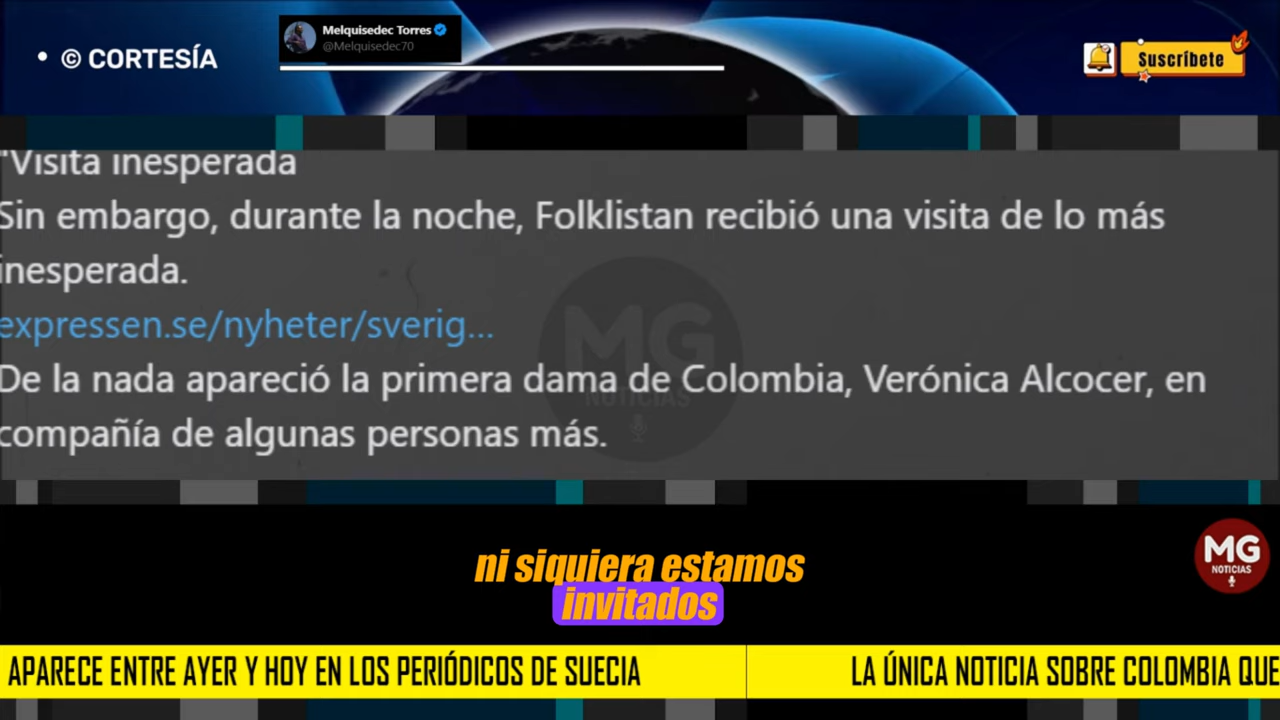 • © CORTESÍA
Melquisedec Torres
@Melquisedec70
Suscríbete
"Visita inesperada
Sin embargo, durante la noche, Folklistan recibió una visita de lo más
inesperada.
expressen.se/nyheter/sverig...
De la nada apareció la primera dama de Colombia, Verónica Alcocer, en
compañía de algunas personas más.
MG
NOTICIAS
ni siquiera estamos
invitados
MG
NOTICIAS
APARECE ENTRE AYER Y HOY EN LOS PERIÓDICOS DE SUECIA
LA ÚNICA NOTICIA SOBRE COLOMBIA QUE